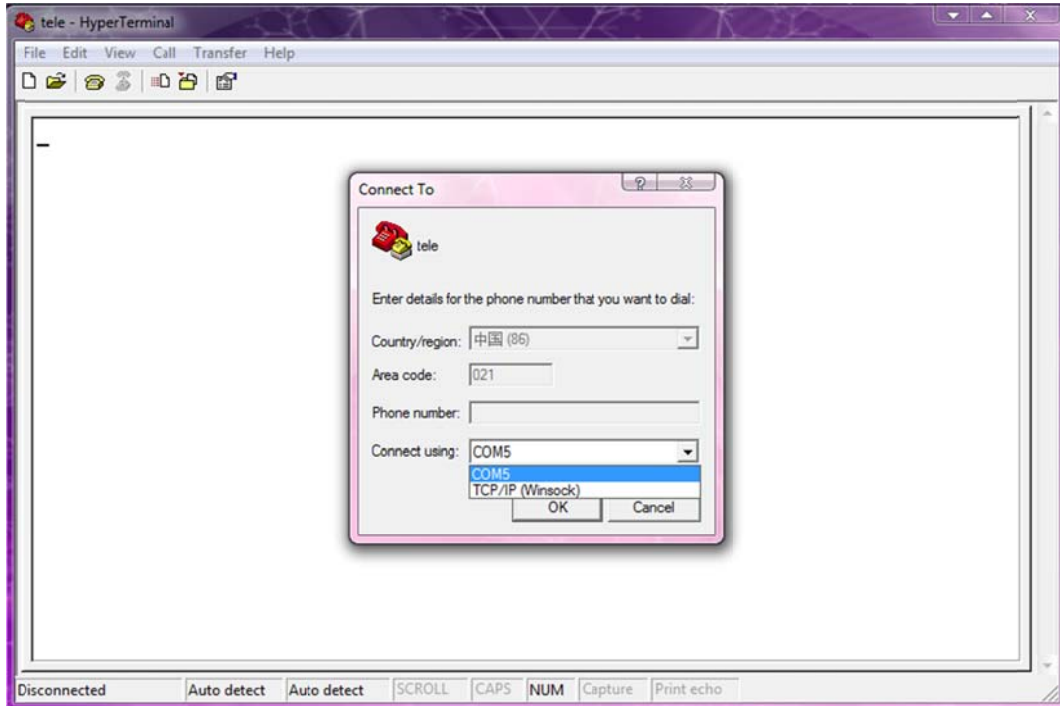 tele - HyperTerminal
File Edit View Call Transfer Help
Connect To
tele
Enter details for the phone number that you want to dial:
Country/region: 中国 (86)
Area code: 021
Phone number:
Connect using: COM5
COM5
TCP/IP (Winsock)
OK Cancel
Disconnected Auto detect Auto detect SCROLL CAPS NUM Capture Print echo